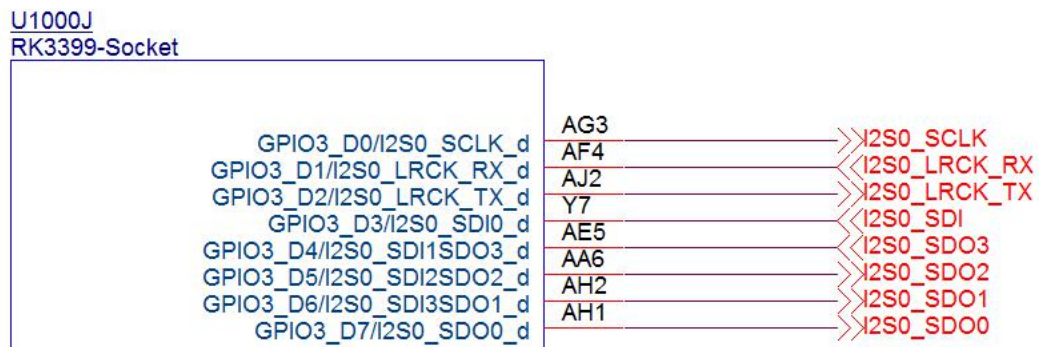 U1000J
RK3399-Socket
GPIO3_D0/I2S0_SCLK_d AG3 I2S0_SCLK
GPIO3_D1/I2S0_LRCK_RX_d AF4 I2S0_LRCK_RX
GPIO3_D2/I2S0_LRCK_TX_d AJ2 I2S0_LRCK_TX
GPIO3_D3/I2S0_SDI0_d Y7 I2S0_SDI
GPIO3_D4/I2S0_SDI1SDO3_d AE5 I2S0_SDO3
GPIO3_D5/I2S0_SDI2SDO2_d AA6 I2S0_SDO2
GPIO3_D6/I2S0_SDI3SDO1_d AH2 I2S0_SDO1
GPIO3_D7/I2S0_SDO0_d AH1 I2S0_SDO0